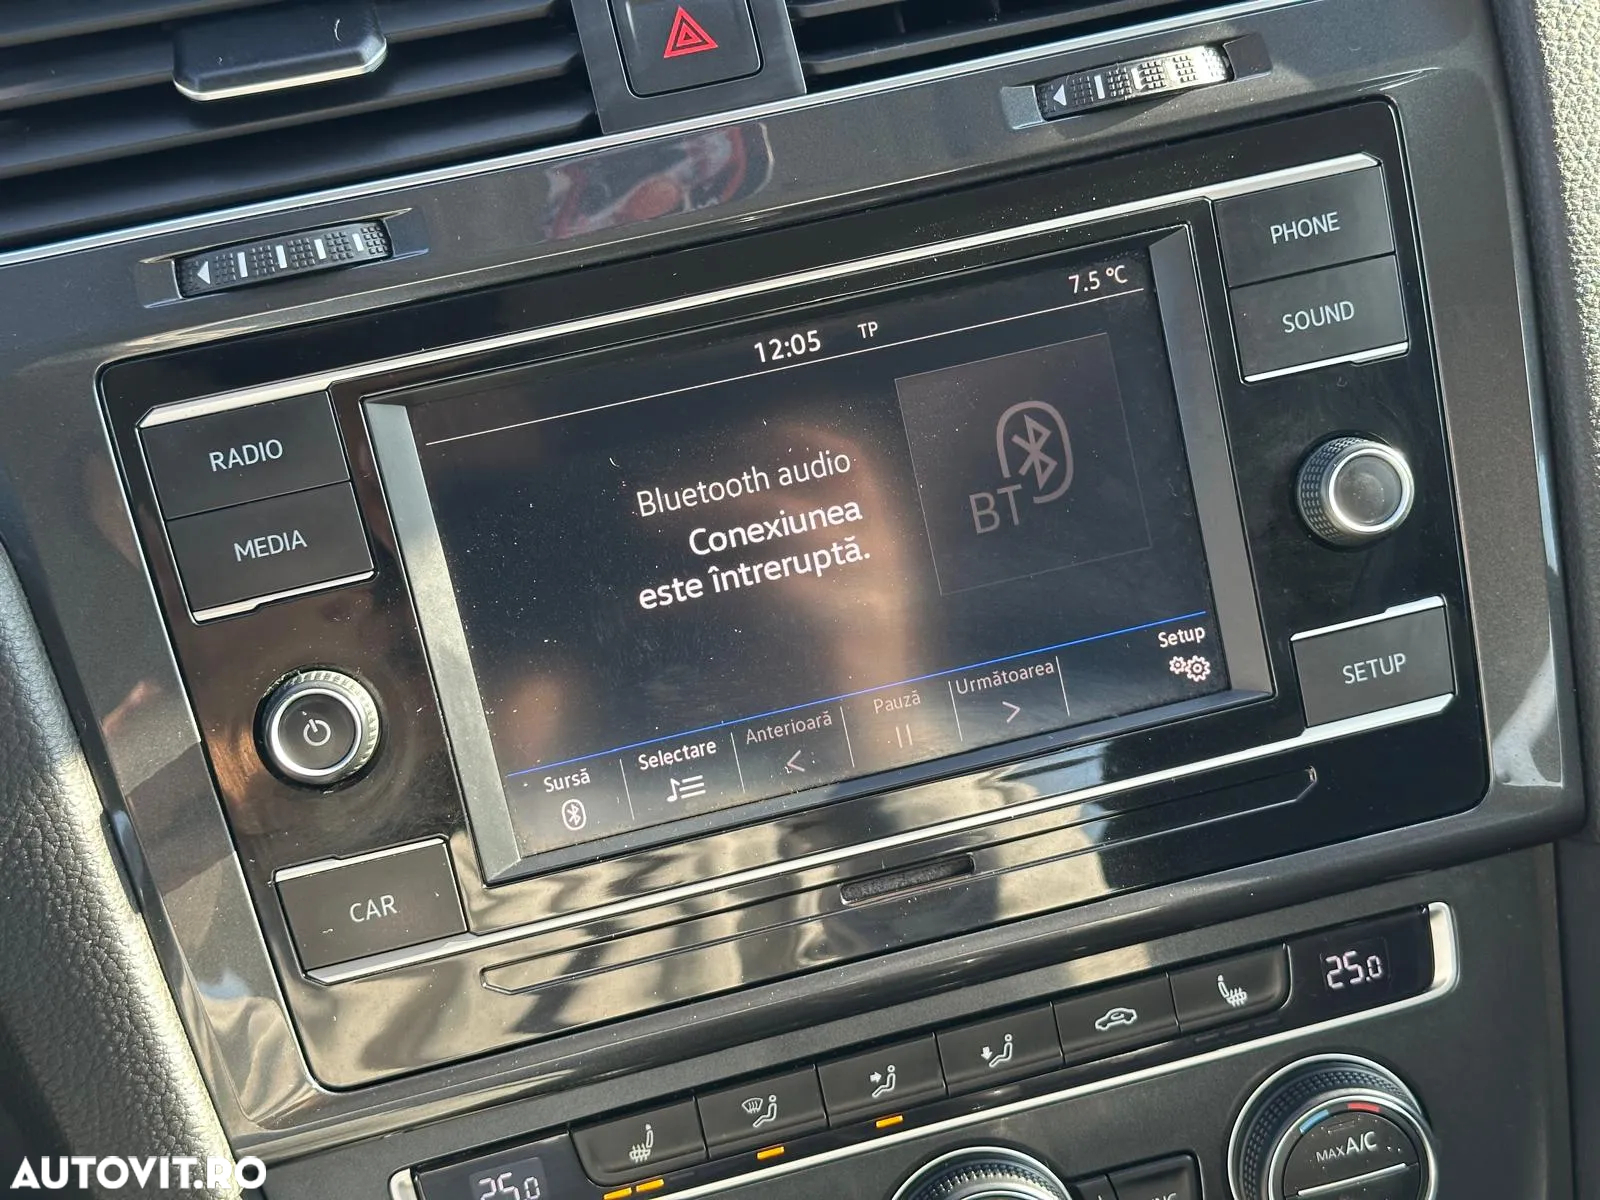 PHONE
SOUND
7.5 °C
12:05 TP
RADIO
MEDIA
Bluetooth audio
Conexiunea
este întreruptă.
BT
Setup
SETUP
Sursă
Selectare
Anterioară
Pauză
Următoarea
CAR
25.0
MAX A/C
25.0
AUTOVIT.RO